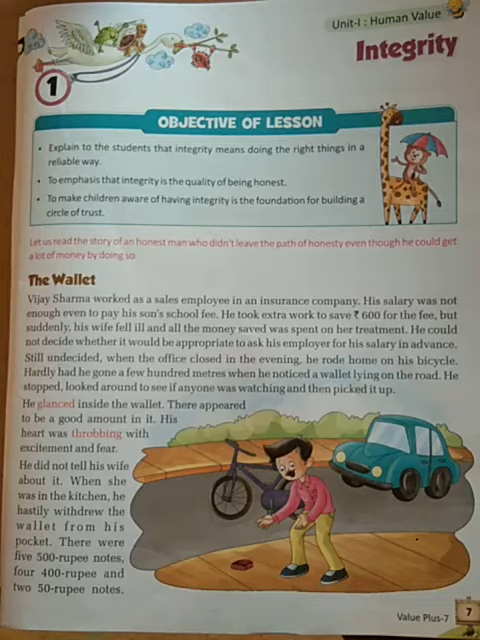 Unit-I : Human Value
Integrity
1
OBJECTIVE OF LESSON
• Explain to the students that integrity means doing the right things in a
reliable way.
• To emphasis that integrity is the quality of being honest.
• To make children aware of having integrity is the foundation for building a
circle of trust.
Let us read the story of an honest man who didn't leave the path of honesty even though he could get
a lot of money by doing so.
The Wallet
Vijay Sharma worked as a sales employee in an insurance company. His salary was not
enough even to pay his son's school fee. He took extra work to save ₹ 600 for the fee, but
suddenly, his wife fell ill and all the money saved was spent on her treatment. He could
not decide whether it would be appropriate to ask his employer for his salary in advance.
Still undecided, when the office closed in the evening, he rode home on his bicycle.
Hardly had he gone a few hundred metres when he noticed a wallet lying on the road. He
stopped, looked around to see if anyone was watching and then picked it up.
He glanced inside the wallet. There appeared
to be a good amount in it. His
heart was throbbing with
excitement and fear.
He did not tell his wife
about it. When she
was in the kitchen, he
hastily withdrew the
wallet from his
pocket. There were
five 500-rupee notes,
four 400-rupee and
two 50-rupee notes.
Value Plus-7
7